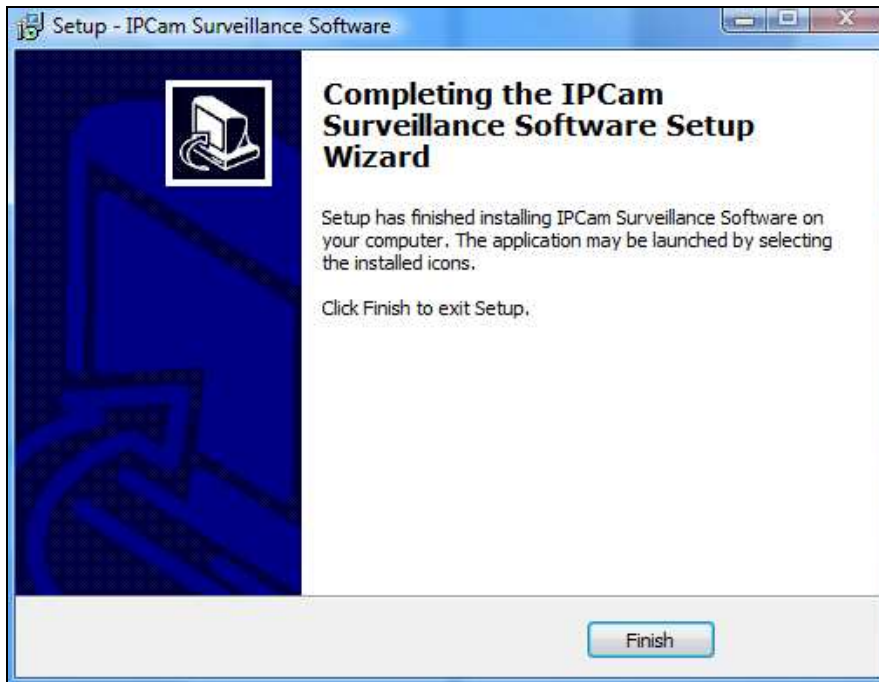 Setup - IPCam Surveillance Software
Completing the IPCam
Surveillance Software Setup
Wizard
Setup has finished installing IPCam Surveillance Software on
your computer. The application may be launched by selecting
the installed icons.
Click Finish to exit Setup.
Finish